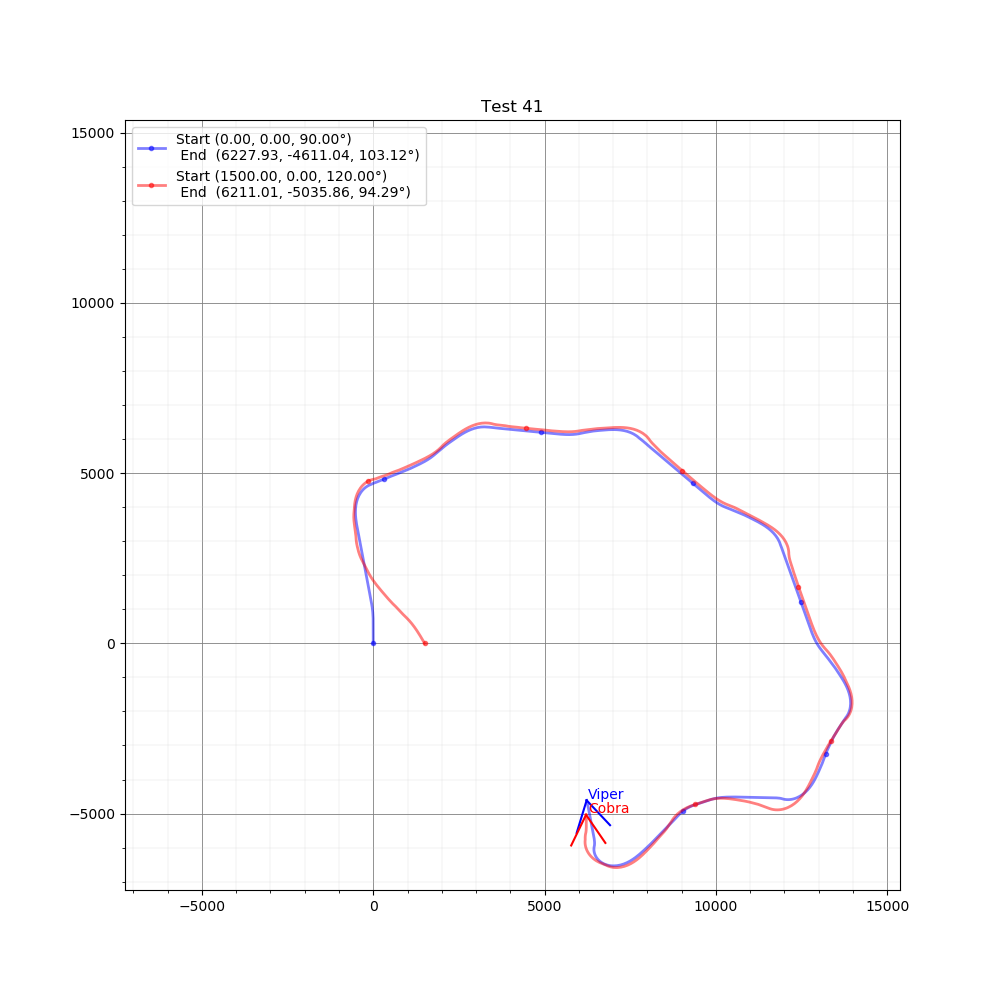 Test 41
Start (0.00, 0.00, 90.00°)
End (6227.93, -4611.04, 103.12°)
Start (1500.00, 0.00, 120.00°)
End (6211.01, -5035.86, 94.29°)
15000
10000
5000
0
−5000
Viper
Cobra
−5000 0 5000 10000 15000